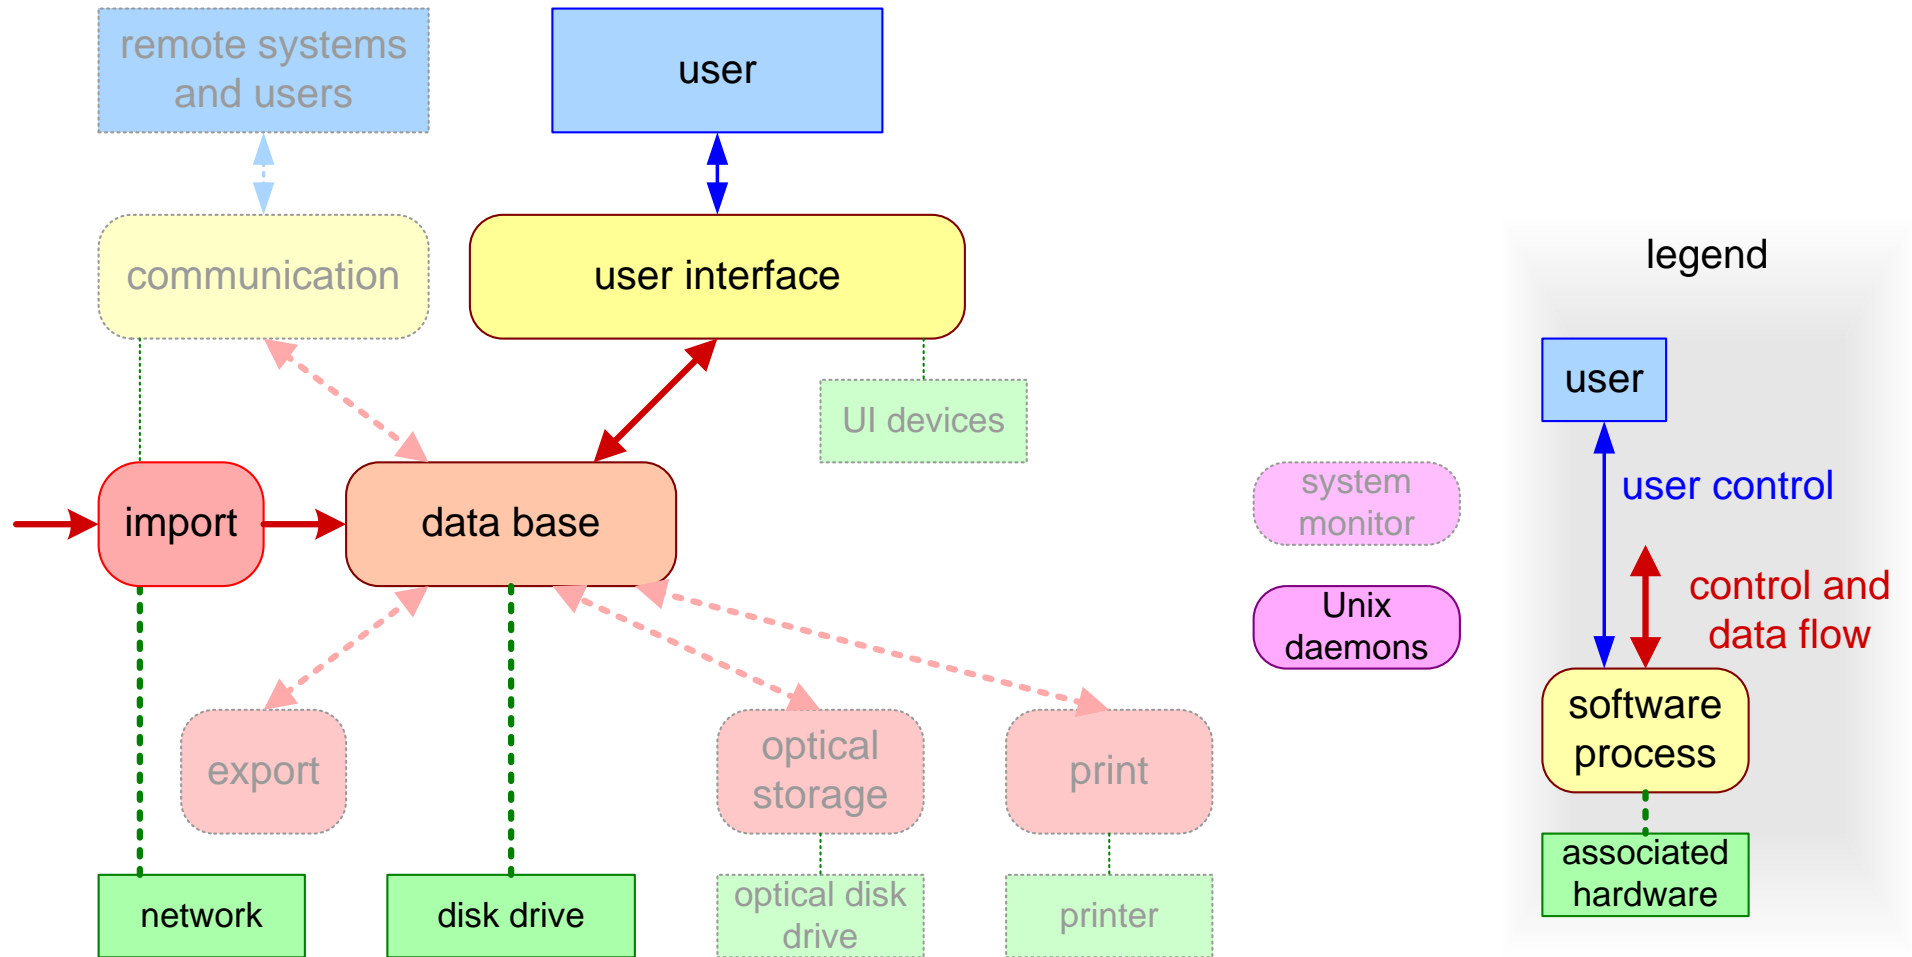 remote systems
and users
user
communication
user interface
legend
UI devices
user
user control
import
data base
system
monitor
Unix
daemons
control and
data flow
software
process
export
optical
storage
print
associated
hardware
network
disk drive
optical disk
drive
printer